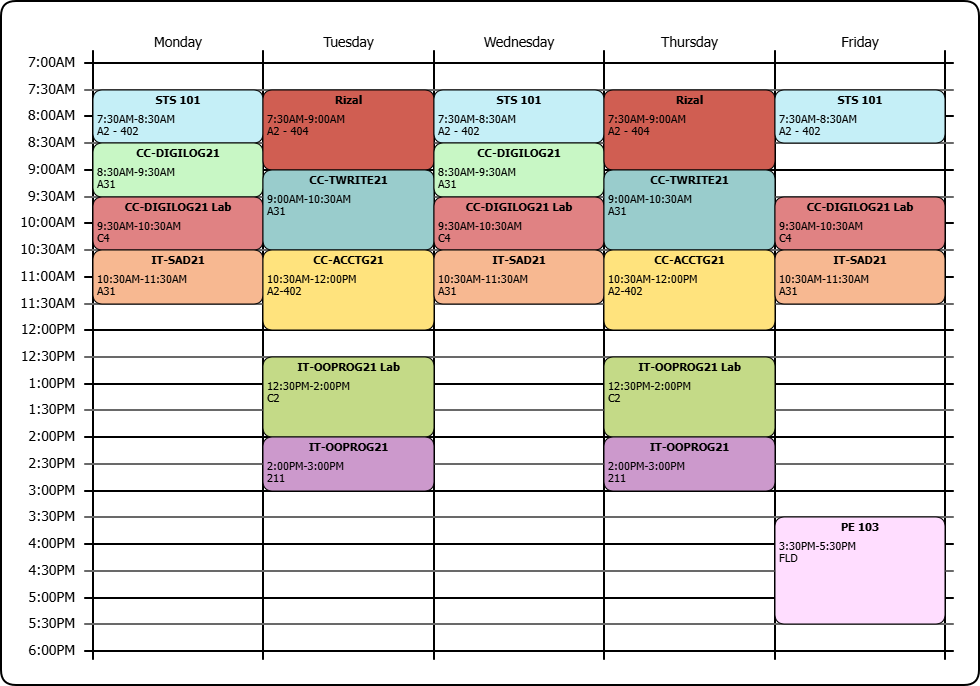 Monday Tuesday Wednesday Thursday Friday
7:00AM
7:30AM
8:00AM
8:30AM
9:00AM
9:30AM
10:00AM
10:30AM
11:00AM
11:30AM
12:00PM
12:30PM
1:00PM
1:30PM
2:00PM
2:30PM
3:00PM
3:30PM
4:00PM
4:30PM
5:00PM
5:30PM
6:00PM
STS 101
7:30AM-8:30AM
A2 - 402
CC-DIGILOG21
8:30AM-9:30AM
A31
CC-DIGILOG21 Lab
9:30AM-10:30AM
C4
IT-SAD21
10:30AM-11:30AM
A31
Rizal
7:30AM-9:00AM
A2 - 404
CC-TWRITE21
9:00AM-10:30AM
A31
CC-ACCTG21
10:30AM-12:00PM
A2-402
IT-OOPROG21 Lab
12:30PM-2:00PM
C2
IT-OOPROG21
2:00PM-3:00PM
211
STS 101
7:30AM-8:30AM
A2 - 402
CC-DIGILOG21
8:30AM-9:30AM
A31
CC-DIGILOG21 Lab
9:30AM-10:30AM
C4
IT-SAD21
10:30AM-11:30AM
A31
Rizal
7:30AM-9:00AM
A2 - 404
CC-TWRITE21
9:00AM-10:30AM
A31
CC-ACCTG21
10:30AM-12:00PM
A2-402
IT-OOPROG21 Lab
12:30PM-2:00PM
C2
IT-OOPROG21
2:00PM-3:00PM
211
STS 101
7:30AM-8:30AM
A2 - 402
CC-DIGILOG21 Lab
9:30AM-10:30AM
C4
IT-SAD21
10:30AM-11:30AM
A31
PE 103
3:30PM-5:30PM
FLD